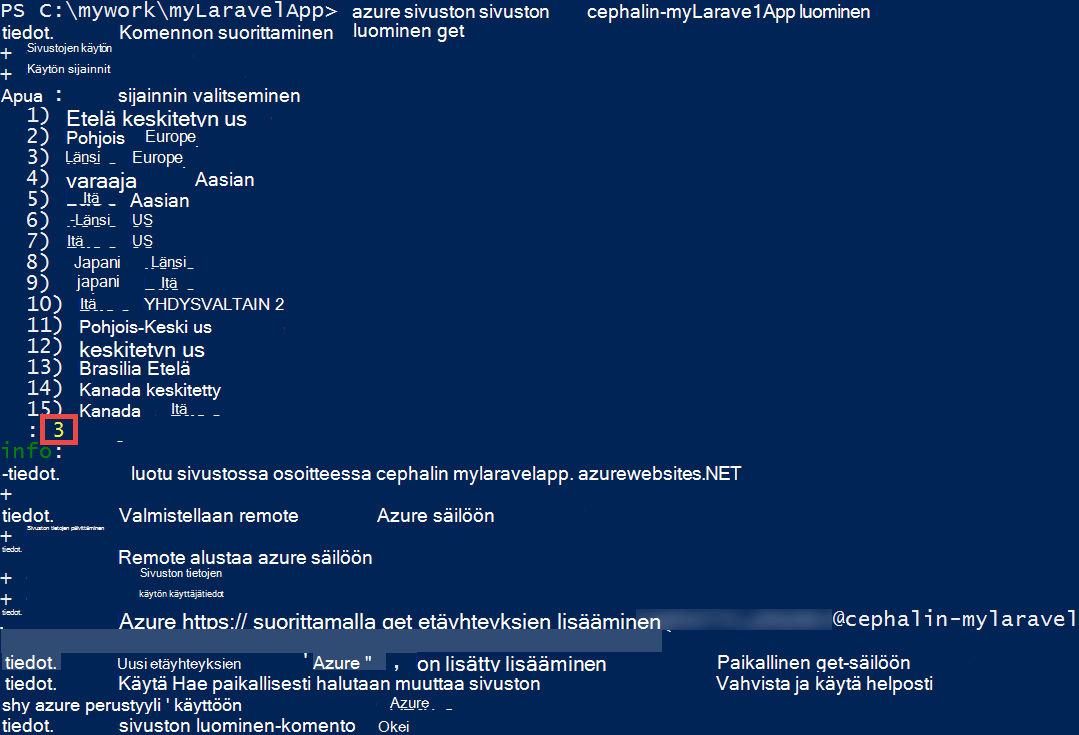 PS C:\mywork\myLaravelApp> azure sivuston sivuston cephalin-myLarave1App luominen
tiedot. Komennon suorittaminen luominen get
+ Sivustojen käytön
+ Käytön sijainnit
Apua : sijainnin valitseminen
1) Etelä keskitetyn us
2) Pohjois Europe
3) Länsi Europe
4) varaaja Aasian
5) Itä Aasian
6) -Länsi US
7) Itä US
8) Japani Länsi
9) japani Itä
10) Itä YHDYSVALTAIN 2
11) Pohjois-Keski us
12) keskitetyn us
13) Brasilia Etelä
14) Kanada keskitetty
15) Kanada Itä
: 3
info:
-tiedot. luotu sivustossa osoitteessa cephalin mylaravelapp. azurewebsites.NET
+
tiedot. Valmistellaan remote Azure säilöön
+ Sivuston tietojen päivittäminen
tiedot. Remote alustaa azure säilöön
+ Sivuston tietojen
+ käytön käyttäjätiedot
tiedot. Azure https:// suorittamalla get etäyhteyksien lisääminen @cephalin-mylaravel
tiedot. Uusi etäyhteyksien ' Azure " , on lisätty lisääminen Paikallinen get-säilöön
tiedot. Käytä Hae paikallisesti halutaan muuttaa sivuston Vahvista ja käytä helposti
shy azure perustyyli ' käyttöön Azure
tiedot. sivuston luominen-komento Okei